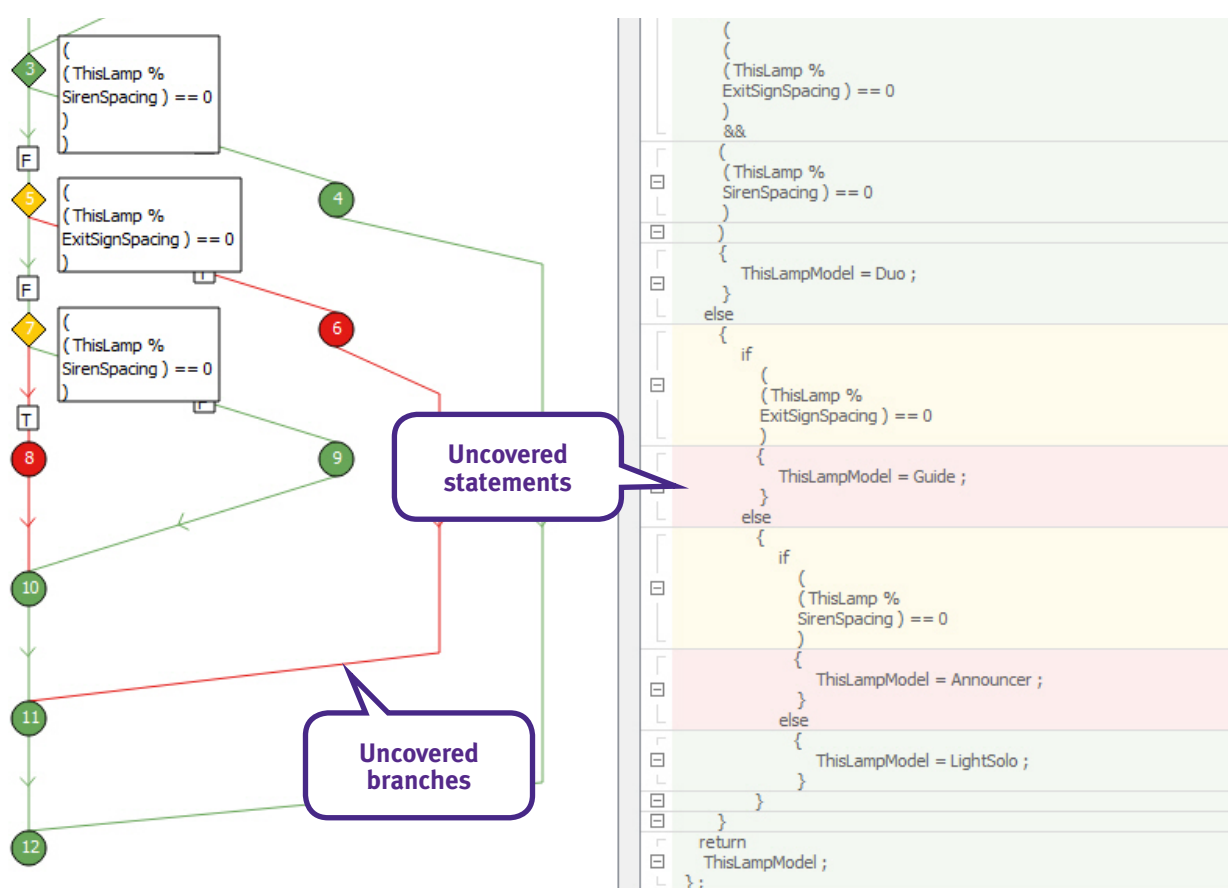 3
(
( ThisLamp %
SirenSpacing ) == 0
)
)
F
5
(
( ThisLamp %
ExitSignSpacing ) == 0
)
4
T
F
7
(
( ThisLamp %
SirenSpacing ) == 0
)
6
F
T
8
9
10
11
12
Uncovered
statements
Uncovered
branches
(
(
( ThisLamp %
ExitSignSpacing ) == 0
)
&&
(
( ThisLamp %
SirenSpacing ) == 0
)
)
{
ThisLampModel = Duo ;
}
else
{
if
(
( ThisLamp %
ExitSignSpacing ) == 0
)
{
ThisLampModel = Guide ;
}
else
{
if
(
( ThisLamp %
SirenSpacing ) == 0
)
{
ThisLampModel = Announcer ;
}
else
{
ThisLampModel = LightSolo ;
}
}
}
return
ThisLampModel ;
} ;